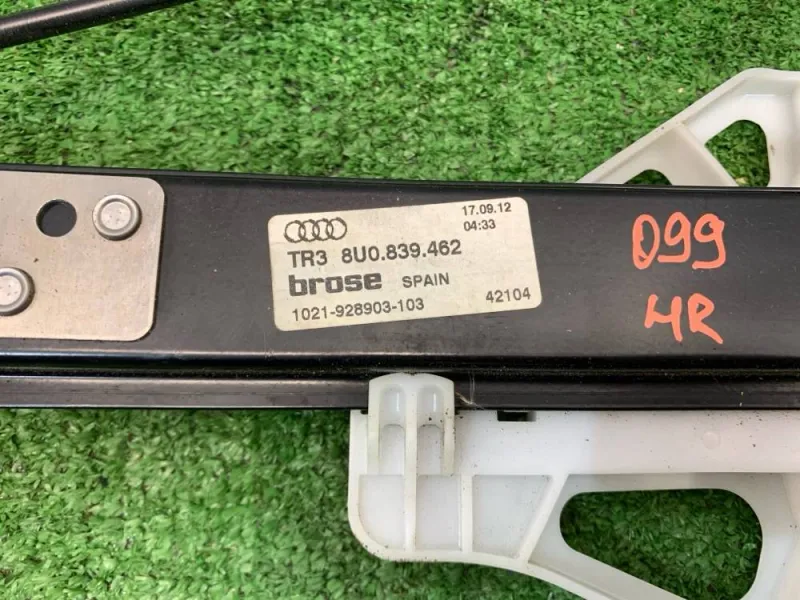 17.09.12
04:33
TR3 8U0.839.462
brose SPAIN
1021-928903-103 42104
099
HR